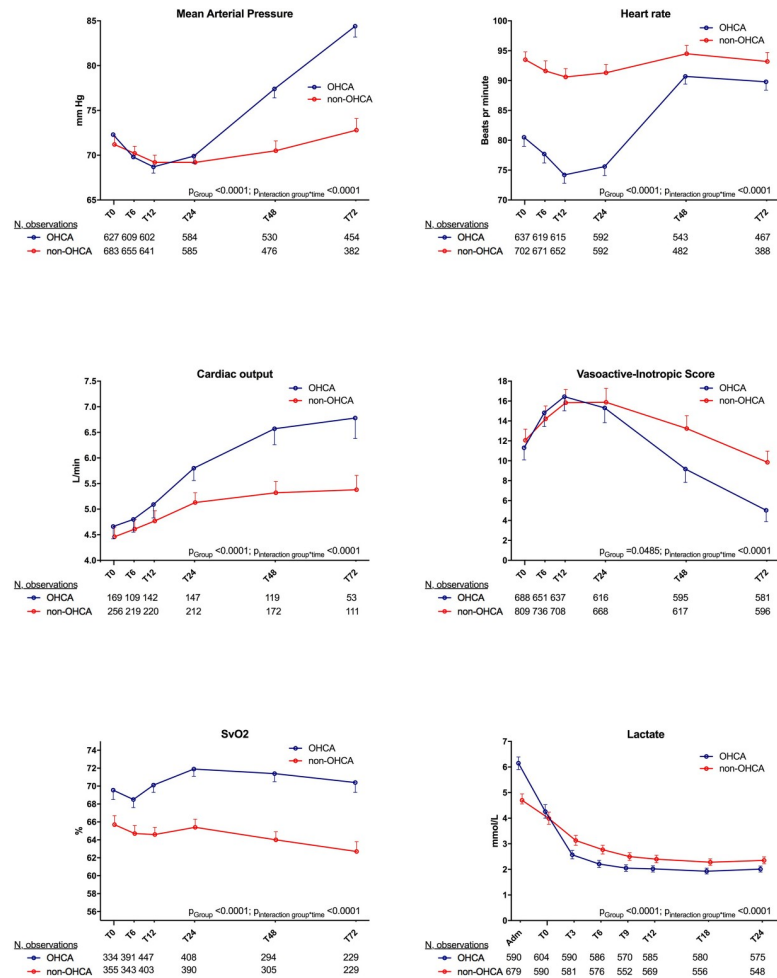 Mean Arterial Pressure
85
80
75
70
65
mm Hg
OHCA
non-OHCA
pGroup <0.0001; pinteraction group*time <0.0001
T0 T6 T12 T24 T48 T72
N, observations
OHCA 627 609 602 584 530 454
non-OHCA 683 655 641 585 476 382
Heart rate
100
95
90
85
80
75
70
Beats pr minute
OHCA
non-OHCA
pGroup <0.0001; pinteraction group*time <0.0001
T0 T6 T12 T24 T48 T72
N, observations
OHCA 637 619 615 592 543 467
non-OHCA 702 671 652 592 482 388
Cardiac output
7.5
7.0
6.5
6.0
5.5
5.0
4.5
4.0
L/min
OHCA
non-OHCA
pGroup <0.0001; pinteraction group*time <0.0001
T0 T6 T12 T24 T48 T72
N, observations
OHCA 169 109 142 147 119 53
non-OHCA 256 219 220 212 172 111
Vasoactive-Inotropic Score
18
16
14
12
10
8
6
4
2
0
OHCA
non-OHCA
pGroup =0.0485; pinteraction group*time <0.0001
T0 T6 T12 T24 T48 T72
N, observations
OHCA 688 651 637 616 595 581
non-OHCA 809 736 708 668 617 596
SvO2
72
70
68
66
64
62
60
58
56
%
OHCA
non-OHCA
pGroup <0.0001; pinteraction group*time <0.0001
T0 T6 T12 T24 T48 T72
N, observations
OHCA 334 391 447 408 294 229
non-OHCA 355 343 403 390 305 229
Lactate
7
6
5
4
3
2
1
0
mmol/L
OHCA
non-OHCA
pGroup <0.0001; pinteraction group*time <0.0001
Adm T0 T3 T6 T9 T12 T18 T24
N, observations
OHCA 590 604 590 586 570 585 580 575
non-OHCA 679 590 581 576 552 569 556 548